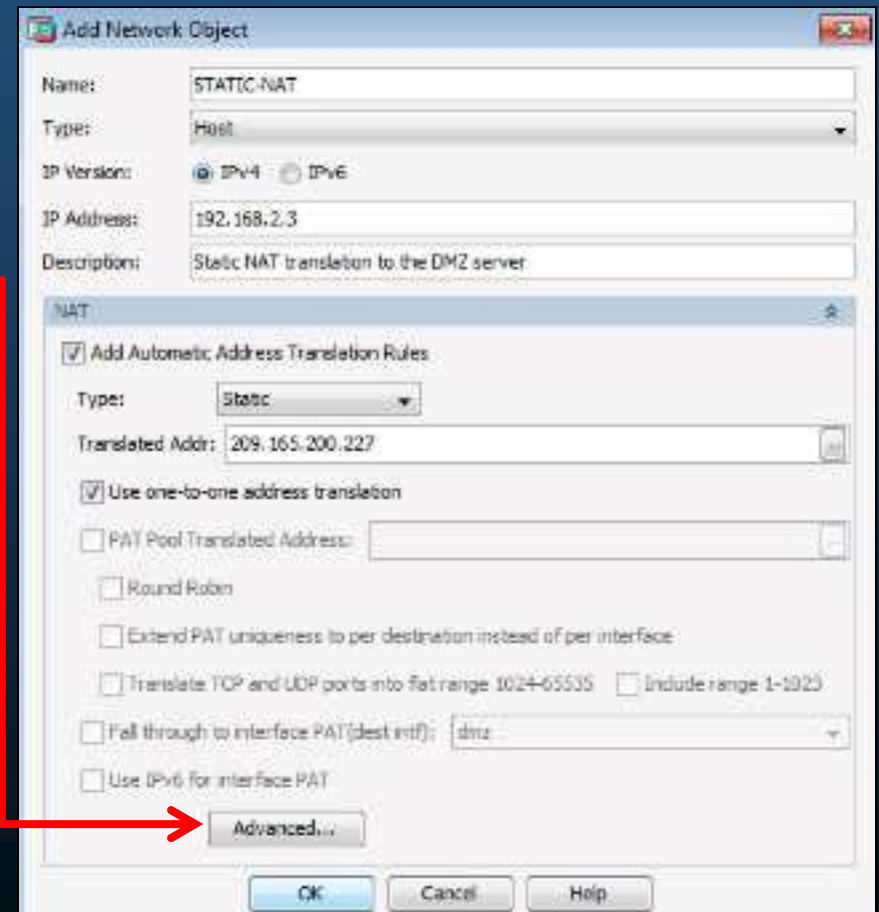 Add Network Object
Name: STATIC-NAT
Type: Host
IP Version: IPv4 IPv6
IP Address: 192.168.2.3
Description: Static NAT translation to the DMZ server
NAT
Add Automatic Address Translation Rules
Type: Static
Translated Addr: 209.165.200.227
Use one-to-one address translation
PAT Pool Translated Address:
Round Robin
Extend PAT uniqueness to per destination instead of per interface
Translate TCP and UDP ports into flat range 1024-65535 Include range 1-1023
Fall through to interface PAT(dest intf): dmz
Use IPv6 for interface PAT
Advanced...
OK Cancel Help